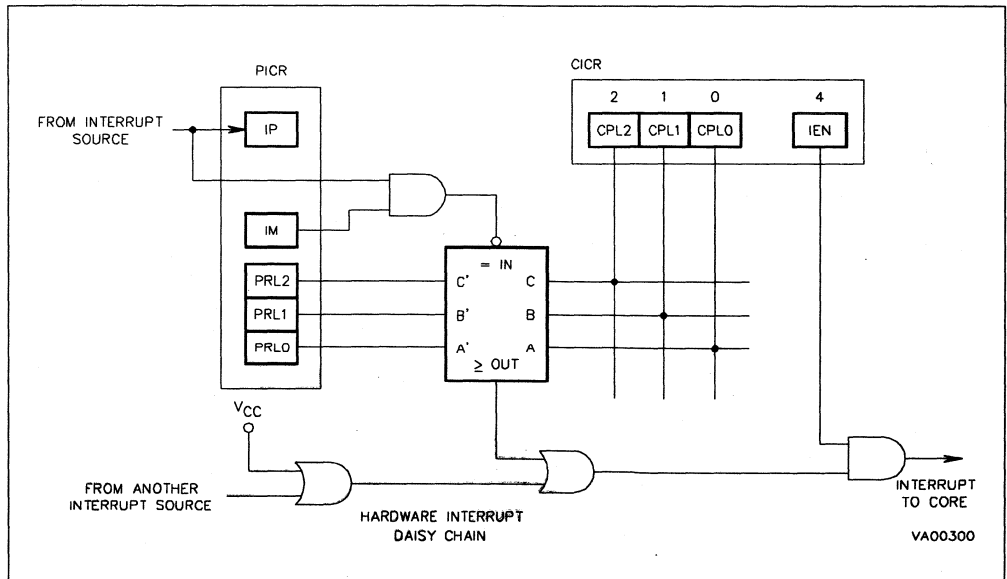 PICR
CICR
2 1 0 4
FROM INTERRUPT
SOURCE
IP
CPL2 CPL1 CPL0 IEN
IM
= IN
PRL2 C' C
PRL1 B' B
PRL0 A' A
≥ OUT
VCC
FROM ANOTHER
INTERRUPT SOURCE
HARDWARE INTERRUPT
DAISY CHAIN
INTERRUPT
TO CORE
VA00300